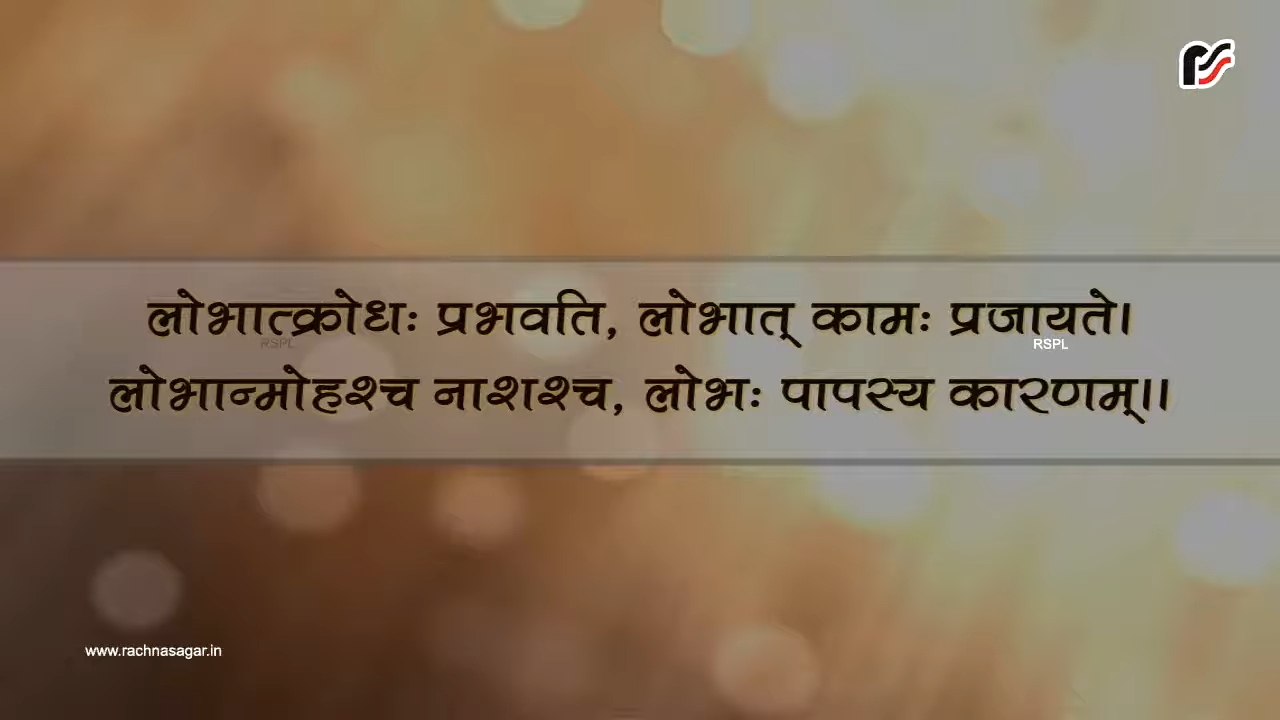 लोभात्क्रोधः प्रभवति, लोभात् कामः प्रजायते।
RSPL RSPL
लोभान्मोहश्च नाशश्च, लोभः पापस्य कारणम्।।
www.rachnasagar.in